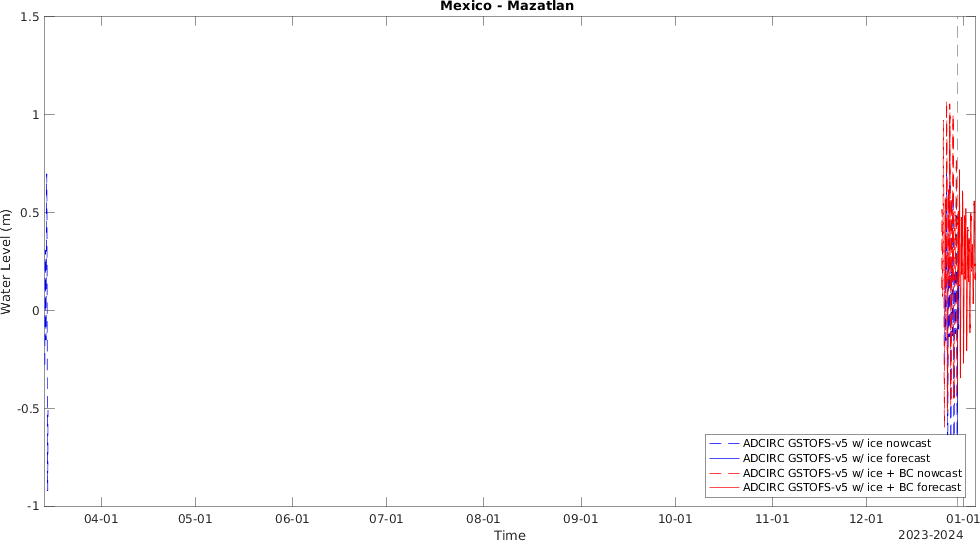 Mexico - Mazatlan
1.5
1
0.5
0
-0.5
-1
Water Level (m)
ADCIRC GSTOFS-v5 w/ ice nowcast
ADCIRC GSTOFS-v5 w/ ice forecast
ADCIRC GSTOFS-v5 w/ ice + BC nowcast
ADCIRC GSTOFS-v5 w/ ice + BC forecast
04-01 05-01 06-01 07-01 08-01 09-01 10-01 11-01 12-01 01-01
Time
2023-2024